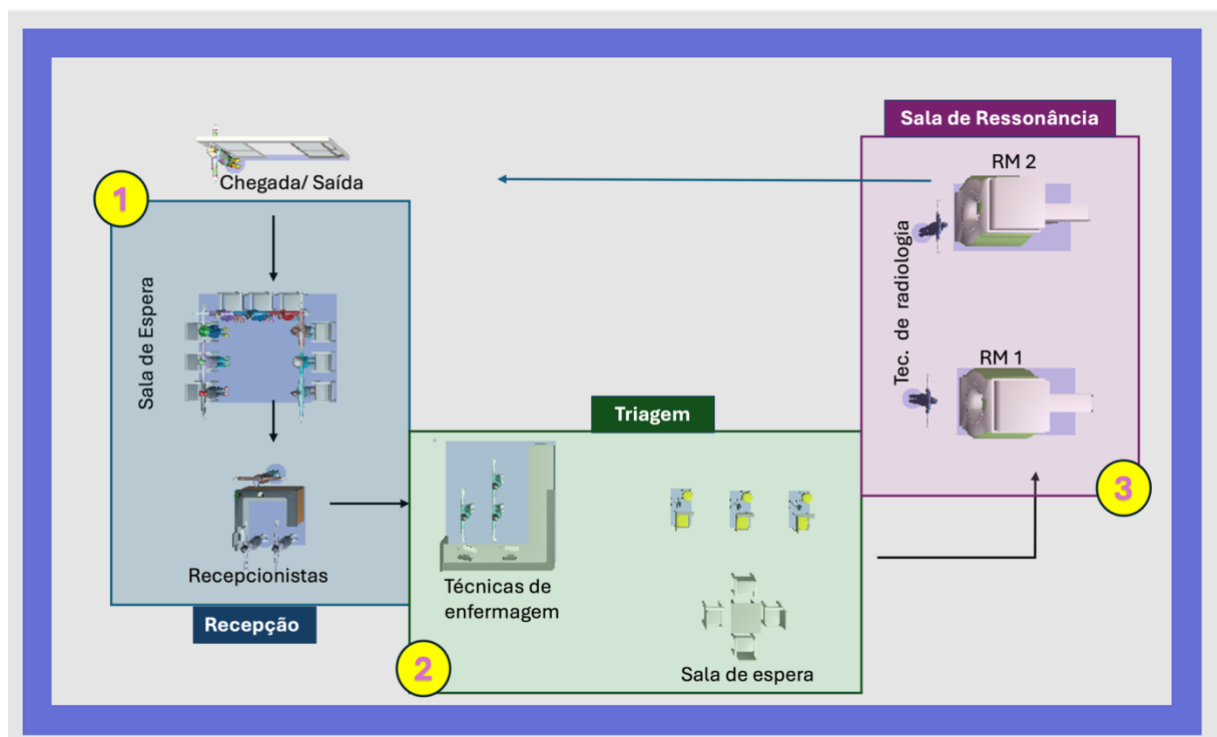 Chegada/ Saída
1
Sala de Espera
Recepcionistas
Recepção
Triagem
Técnicas de
enfermagem
Sala de espera
2
Sala de Ressonância
RM 2
Tec. de radiologia
RM 1
3